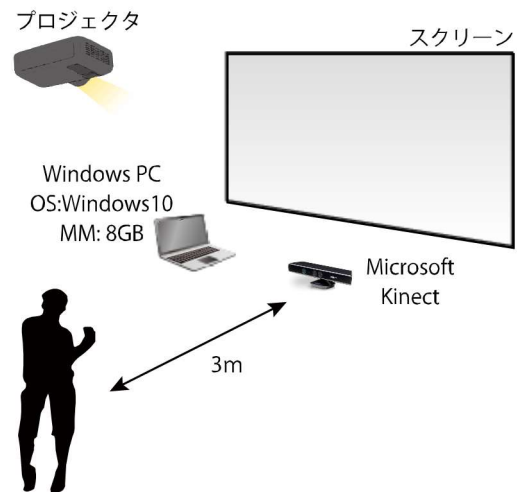 プロジェクタ
スクリーン
Windows PC
OS:Windows10
MM: 8GB
Microsoft
Kinect
3m